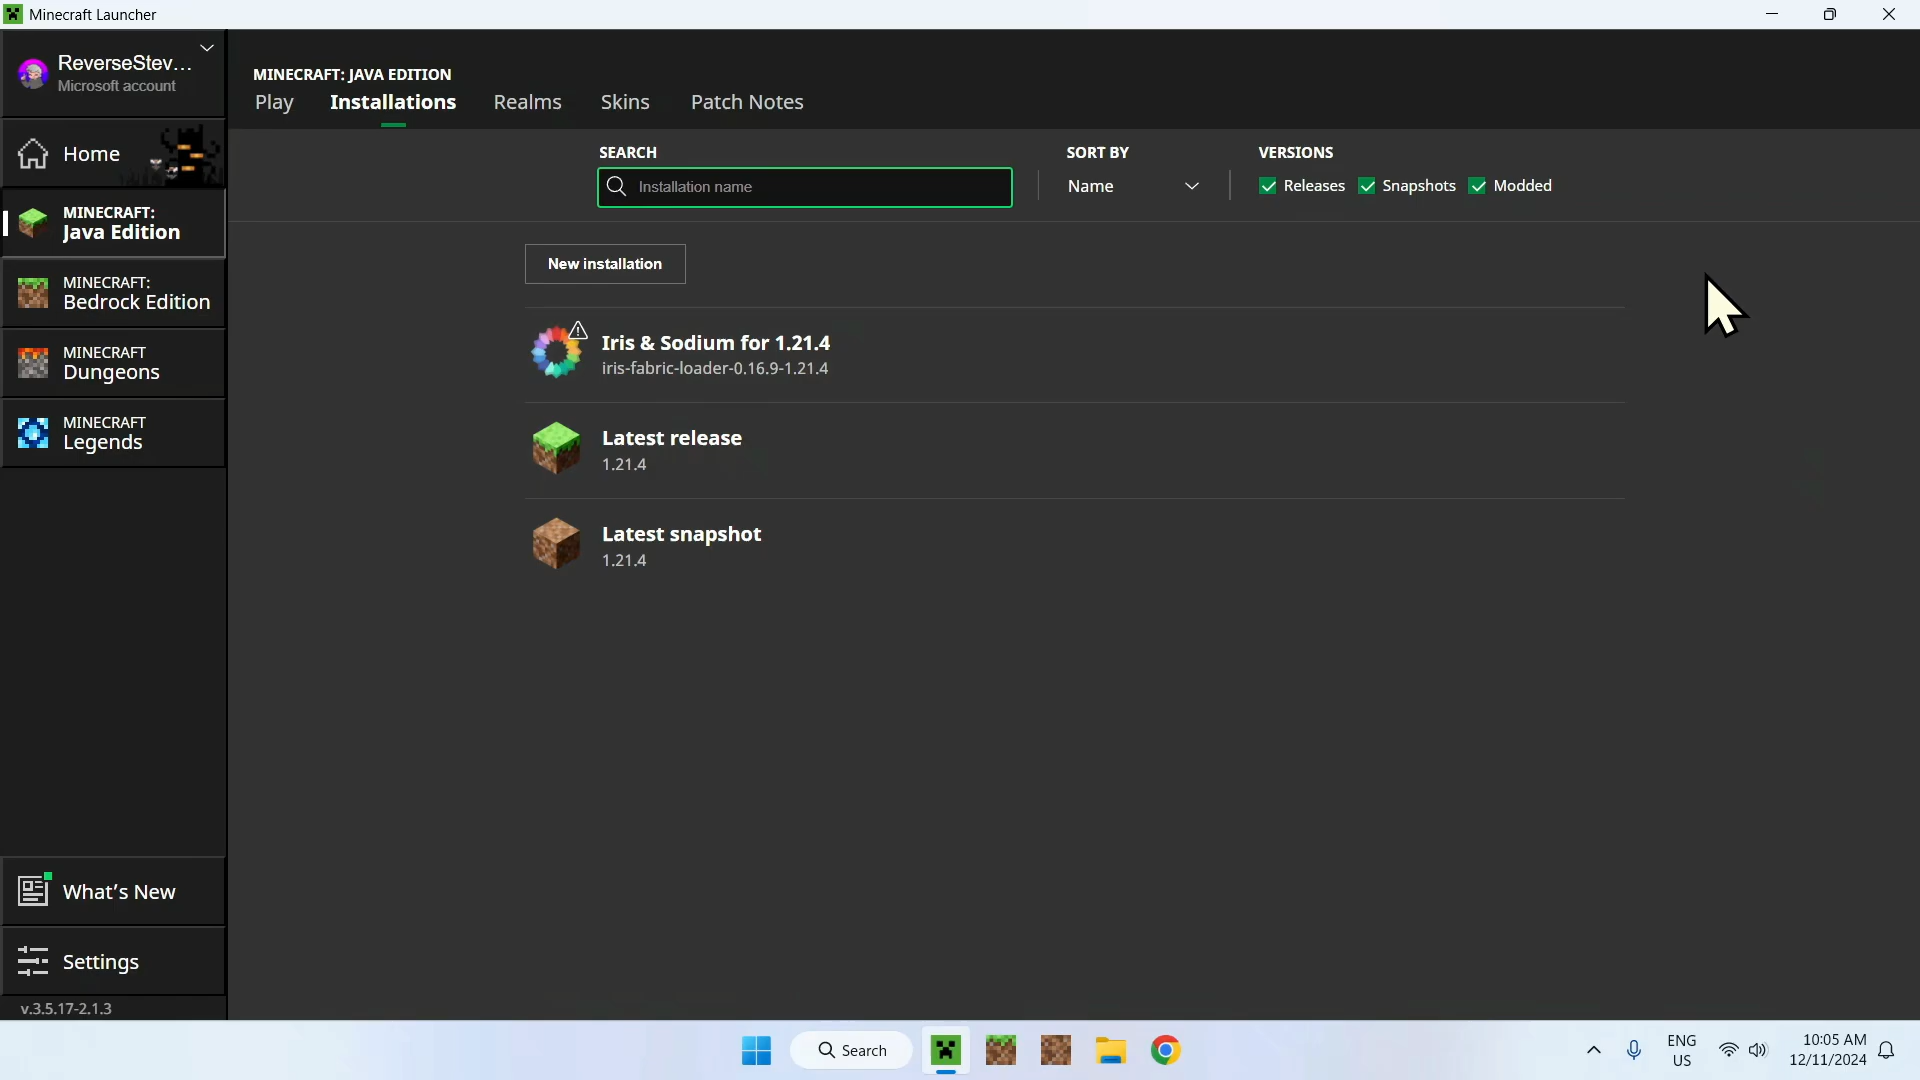 Minecraft Launcher
ReverseStev...
Microsoft account
MINECRAFT: JAVA EDITION
Play Installations Realms Skins Patch Notes
Home
MINECRAFT:
Java Edition
MINECRAFT:
Bedrock Edition
MINECRAFT
Dungeons
MINECRAFT
Legends
What's New
Settings
v.3.5.17-2.1.3
SEARCH
Installation name
SORT BY
Name
VERSIONS
Releases Snapshots Modded
New installation
Iris & Sodium for 1.21.4
iris-fabric-loader-0.16.9-1.21.4
Latest release
1.21.4
Latest snapshot
1.21.4
Search
ENG
US
10:05 AM
12/11/2024